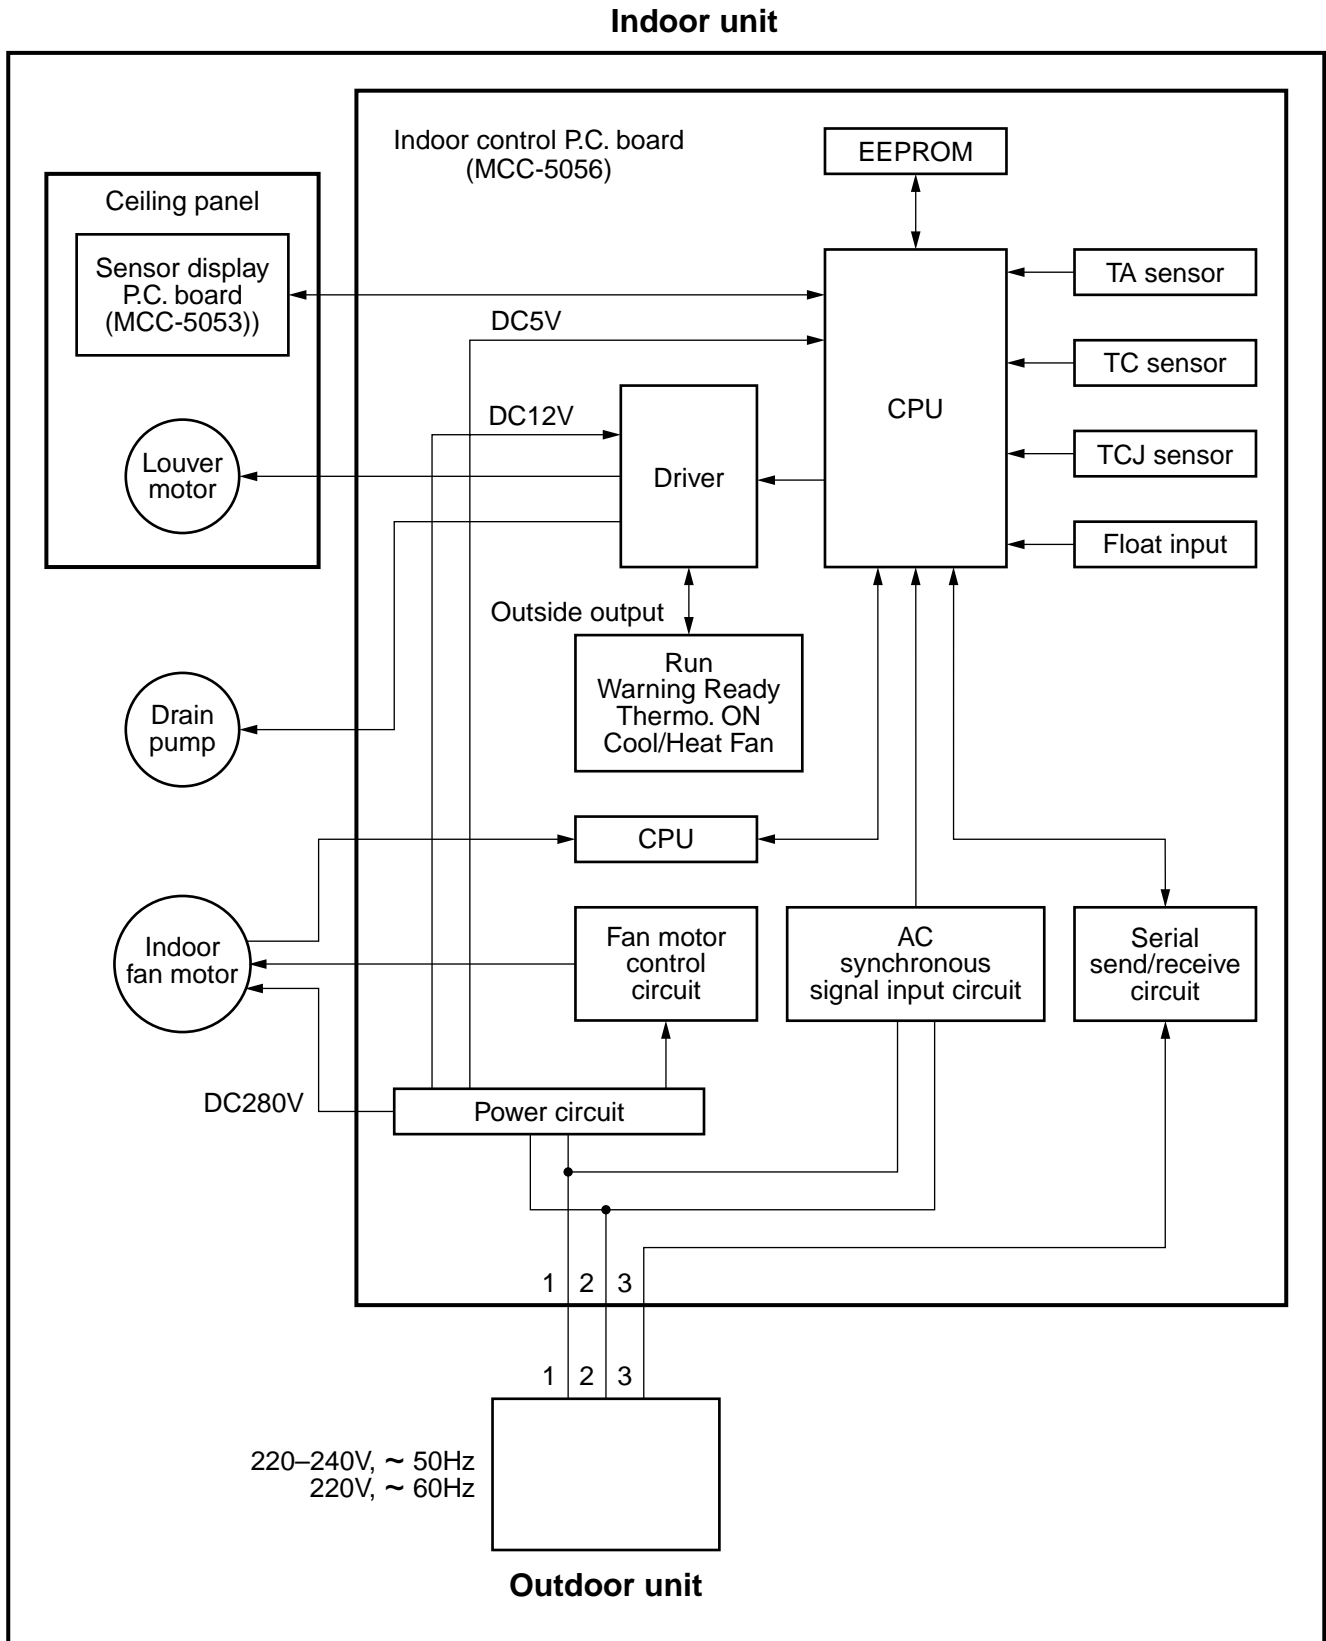 Indoor unit
Indoor control P.C. board
(MCC-5056)
EEPROM
Ceiling panel
Sensor display
P.C. board
(MCC-5053))
TA sensor
DC5V
TC sensor
DC12V
CPU
Louver
motor
Driver
TCJ sensor
Float input
Outside output
Run
Warning Ready
Thermo. ON
Cool/Heat Fan
Drain
pump
CPU
Indoor
fan motor
Fan motor
control
circuit
AC
synchronous
signal input circuit
Serial
send/receive
circuit
DC280V
Power circuit
1 2 3
1 2 3
220–240V, ~ 50Hz
220V, ~ 60Hz
Outdoor unit